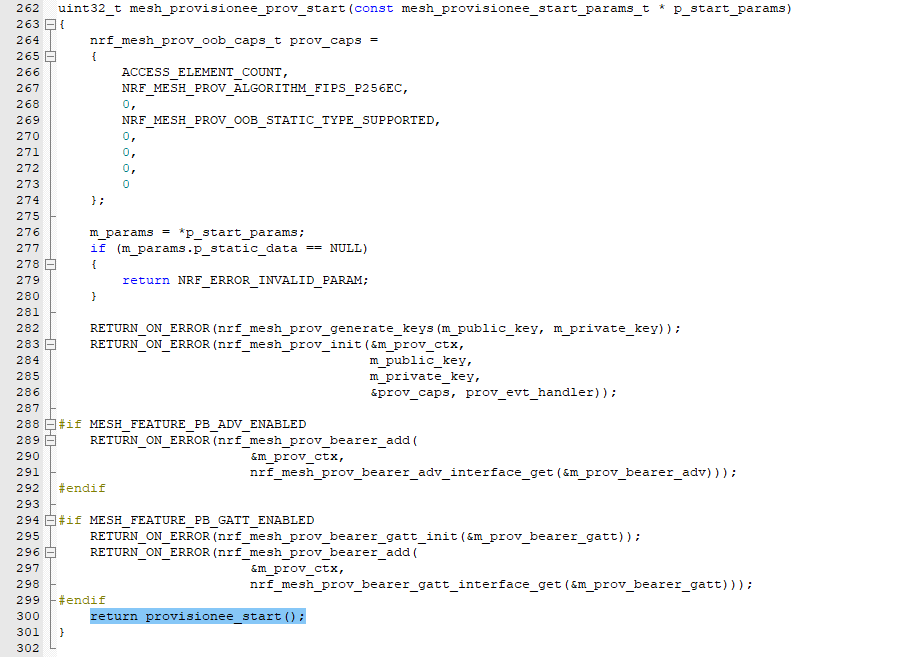 262 uint32_t mesh_provisionee_prov_start(const mesh_provisionee_start_params_t * p_start_params)
263 {
264     nrf_mesh_prov_oob_caps_t prov_caps =
265     {
266         ACCESS_ELEMENT_COUNT,
267         NRF_MESH_PROV_ALGORITHM_FIPS_P256EC,
268         0,
269         NRF_MESH_PROV_OOB_STATIC_TYPE_SUPPORTED,
270         0,
271         0,
272         0,
273         0
274     };
275
276     m_params = *p_start_params;
277     if (m_params.p_static_data == NULL)
278     {
279         return NRF_ERROR_INVALID_PARAM;
280     }
281
282     RETURN_ON_ERROR(nrf_mesh_prov_generate_keys(m_public_key, m_private_key));
283     RETURN_ON_ERROR(nrf_mesh_prov_init(&m_prov_ctx,
284                                        m_public_key,
285                                        m_private_key,
286                                        &prov_caps, prov_evt_handler));
287
288 #if MESH_FEATURE_PB_ADV_ENABLED
289     RETURN_ON_ERROR(nrf_mesh_prov_bearer_add(
290                         &m_prov_ctx,
291                         nrf_mesh_prov_bearer_adv_interface_get(&m_prov_bearer_adv)));
292 #endif
293
294 #if MESH_FEATURE_PB_GATT_ENABLED
295     RETURN_ON_ERROR(nrf_mesh_prov_bearer_gatt_init(&m_prov_bearer_gatt));
296     RETURN_ON_ERROR(nrf_mesh_prov_bearer_add(
297                         &m_prov_ctx,
298                         nrf_mesh_prov_bearer_gatt_interface_get(&m_prov_bearer_gatt)));
299 #endif
300     return provisionee_start();
301 }
302